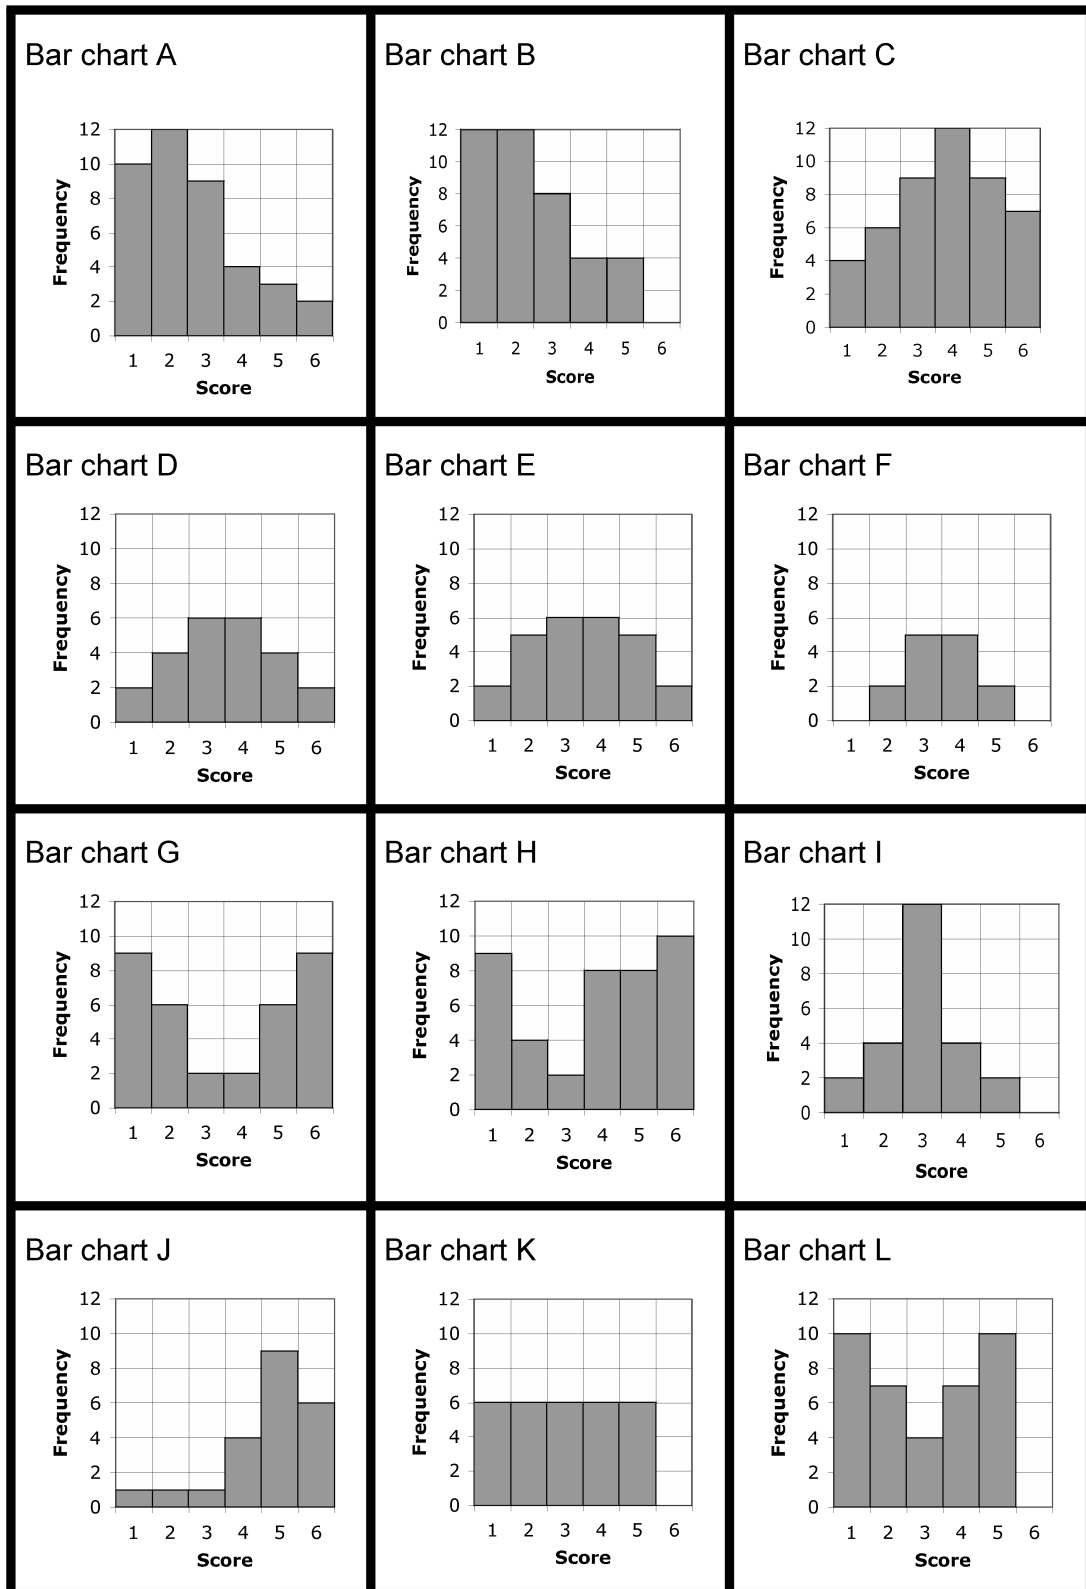 Bar chart A
12
10
8
6
4
2
0
Frequency
1 2 3 4 5 6
Score
Bar chart B
12
10
8
6
4
2
0
Frequency
1 2 3 4 5 6
Score
Bar chart C
12
10
8
6
4
2
0
Frequency
1 2 3 4 5 6
Score
Bar chart D
12
10
8
6
4
2
0
Frequency
1 2 3 4 5 6
Score
Bar chart E
12
10
8
6
4
2
0
Frequency
1 2 3 4 5 6
Score
Bar chart F
12
10
8
6
4
2
0
Frequency
1 2 3 4 5 6
Score
Bar chart G
12
10
8
6
4
2
0
Frequency
1 2 3 4 5 6
Score
Bar chart H
12
10
8
6
4
2
0
Frequency
1 2 3 4 5 6
Score
Bar chart I
12
10
8
6
4
2
0
Frequency
1 2 3 4 5 6
Score
Bar chart J
12
10
8
6
4
2
0
Frequency
1 2 3 4 5 6
Score
Bar chart K
12
10
8
6
4
2
0
Frequency
1 2 3 4 5 6
Score
Bar chart L
12
10
8
6
4
2
0
Frequency
1 2 3 4 5 6
Score